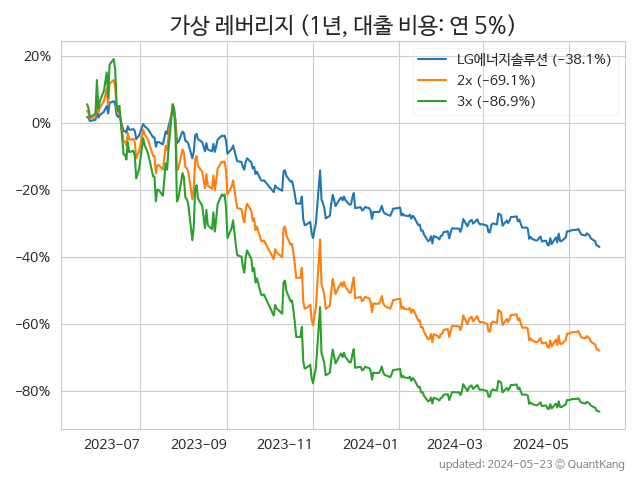 가상 레버리지 (1년, 대출 비용: 연 5%)
LG에너지솔루션 (−38.1%)
2x (−69.1%)
3x (−86.9%)
20%
0%
−20%
−40%
−60%
−80%
2023-07
2023-09
2023-11
2024-01
2024-03
2024-05
updated: 2024-05-23 © QuantKang